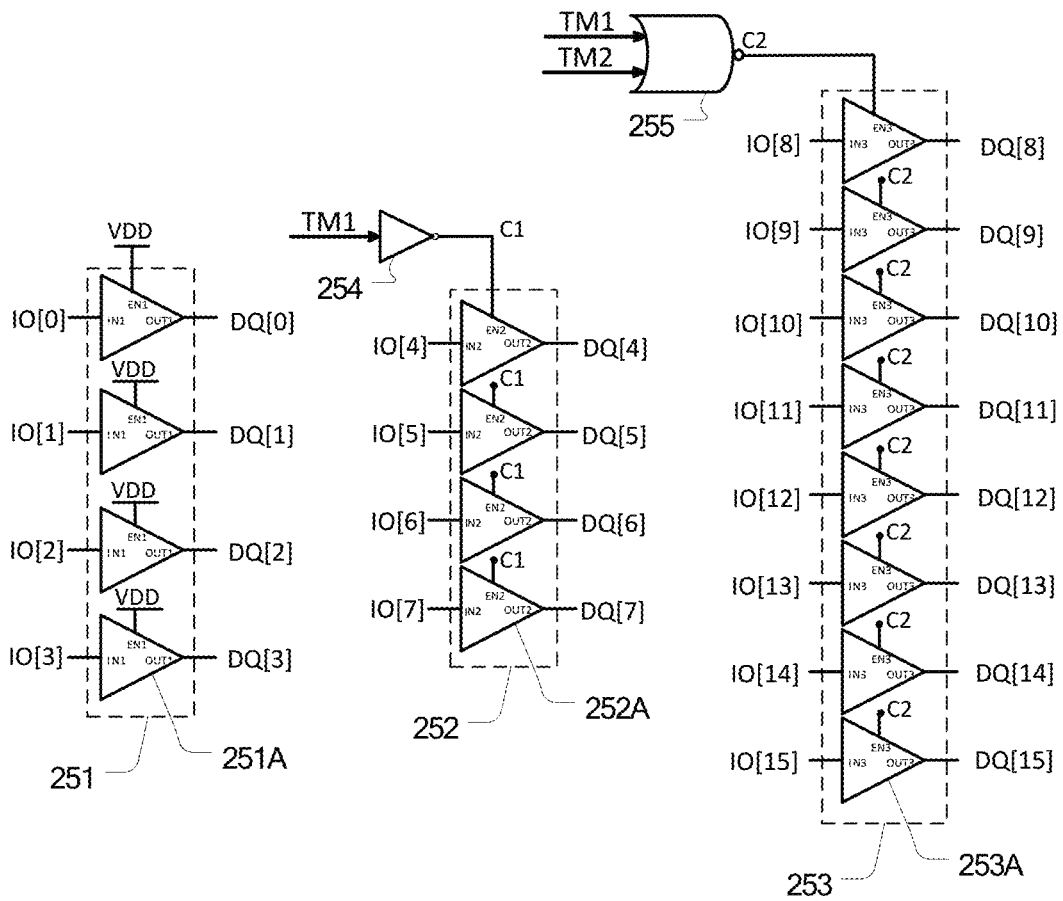 TM1
TM2
C2
255
IO[8] IN3 EN3 OUT3 DQ[8]
C2
IO[9] IN3 EN3 OUT3 DQ[9]
C2
IO[10] IN3 EN3 OUT3 DQ[10]
C2
IO[11] IN3 EN3 OUT3 DQ[11]
C2
IO[12] IN3 EN3 OUT3 DQ[12]
C2
IO[13] IN3 EN3 OUT3 DQ[13]
C2
IO[14] IN3 EN3 OUT3 DQ[14]
C2
IO[15] IN3 EN3 OUT3 DQ[15]
253
253A
TM1
C1
254
IO[4] IN2 EN2 OUT2 DQ[4]
C1
IO[5] IN2 EN2 OUT2 DQ[5]
C1
IO[6] IN2 EN2 OUT2 DQ[6]
C1
IO[7] IN2 EN2 OUT2 DQ[7]
252
252A
VDD
IO[0] IN1 EN1 OUT1 DQ[0]
VDD
IO[1] IN1 EN1 OUT1 DQ[1]
VDD
IO[2] IN1 EN1 OUT1 DQ[2]
VDD
IO[3] IN1 EN1 OUT1 DQ[3]
251
251A